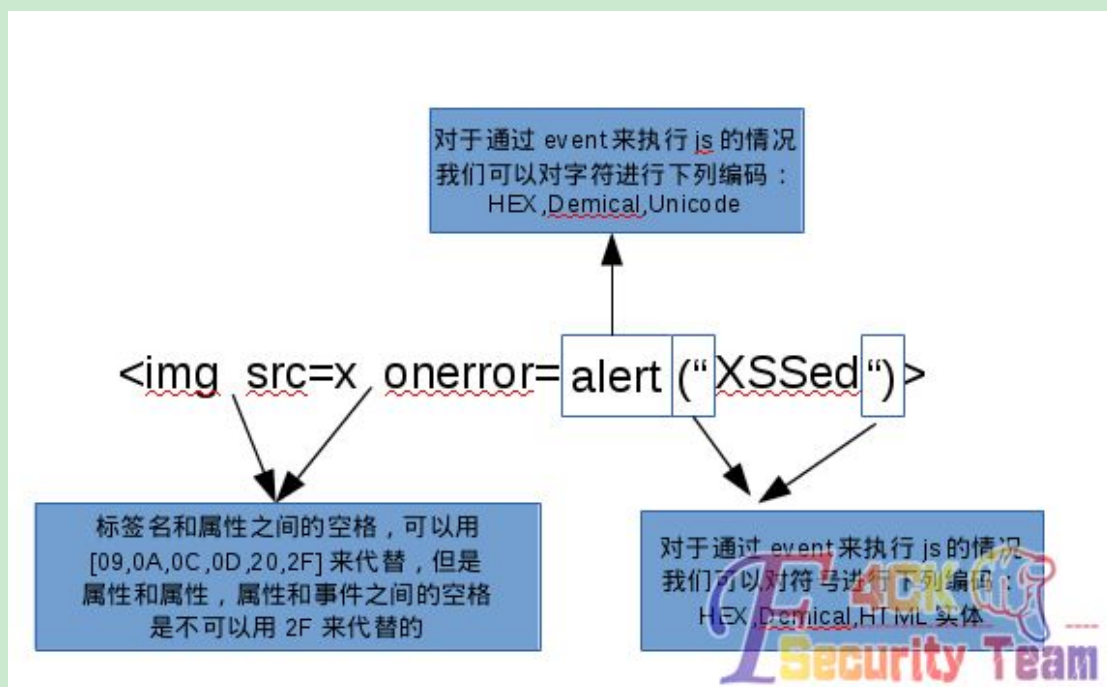 对于通过 event来执行 js 的情况
我们可以对字符进行下列编码：
HEX,Demical,Unicode
<img src=x onerror=alert(“XSSed“)>
标签名和属性之间的空格，可以用
[09,0A,0C,0D,20,2F] 来代替，但是
属性和属性，属性和事件之间的空格
是不可以用 2F 来代替的
对于通过 event来执行 js 的情况
我们可以对符号进行下列编码：
HEX,Demical,HTML 实体
F4CK
Security Team